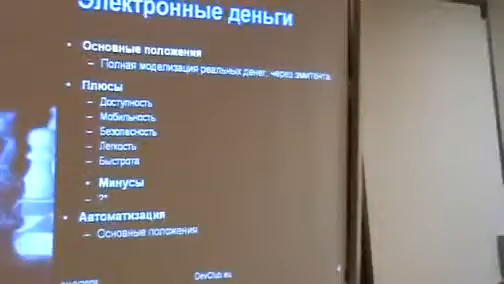 Электронные деньги
Основные положения
– Полная моделизация реальных денег, через эмитента.
Плюсы
– Доступность
– Мобильность
– Безопасность
– Легкость
– Быстрота
Минусы
– ?*
Автоматизация
– Основные положения
DevClub.eu